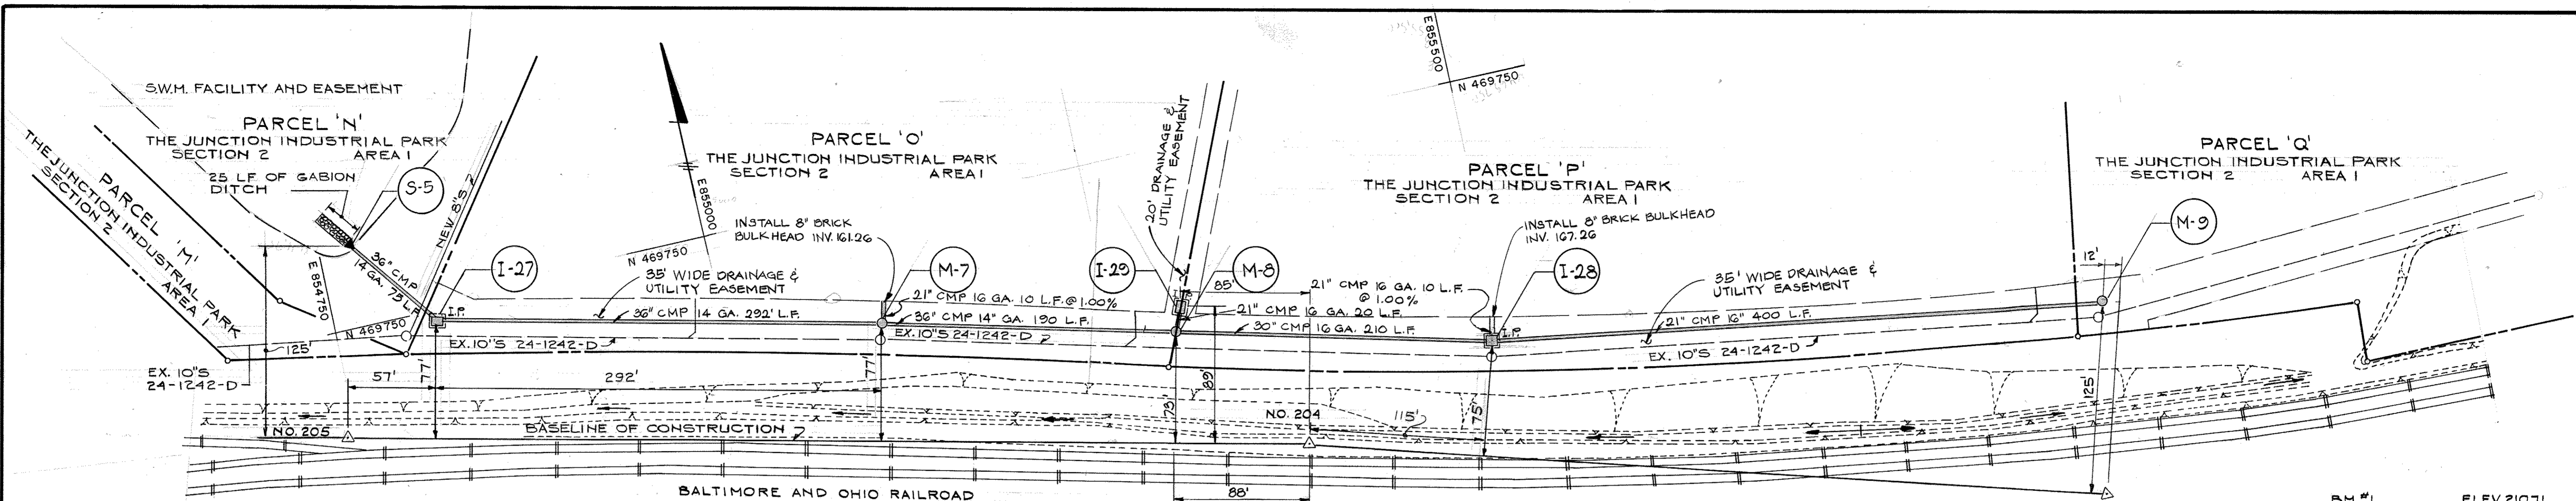 S.W.M. FACILITY AND EASEMENT
PARCEL 'N'
THE JUNCTION INDUSTRIAL PARK
SECTION 2 AREA 1
25 LF OF GABION
DITCH
S-5
THE JUNCTION INDUSTRIAL PARK
SECTION 2
PARCEL 'M'
AREA 1
NEW 8"S
36" CMP
14 GA. 75 L.F.
E 854750
N 469750
I-27
I.P.
125'
EX. 10"S
24-1242-D
57'
77'
292'
EX. 10"S 24-1242-D
35' WIDE DRAINAGE &
UTILITY EASEMENT
36" CMP 14 GA. 292' L.F.
N 469750
E855000
PARCEL 'O'
THE JUNCTION INDUSTRIAL PARK
SECTION 2 AREA 1
INSTALL 8" BRICK
BULKHEAD INV. 161.26
M-7
21" CMP 16 GA. 10 L.F. @ 1.00%
36" CMP 14" GA. 190 L.F.
EX. 10"S 24-1242-D
77'
20' DRAINAGE &
UTILITY EASEMENT
I-29
M-8
85'
21" CMP 16 GA. 20 L.F.
30" CMP 16 GA. 210 L.F.
73'
89'
88'
E855500
N 469750
PARCEL 'P'
THE JUNCTION INDUSTRIAL PARK
SECTION 2 AREA 1
INSTALL 8" BRICK BULKHEAD
INV. 167.26
21" CMP 16 GA. 10 L.F.
@ 1.00%
I-28
I.P.
35' WIDE DRAINAGE &
UTILITY EASEMENT
21" CMP 16" 400 L.F.
EX. 10"S 24-1242-D
PARCEL 'Q'
THE JUNCTION INDUSTRIAL PARK
SECTION 2 AREA 1
M-9
12'
125'
NO. 205
BASELINE OF CONSTRUCTION
NO. 204
115'
75'
BALTIMORE AND OHIO RAILROAD
BM #1 ELEV. 210.71